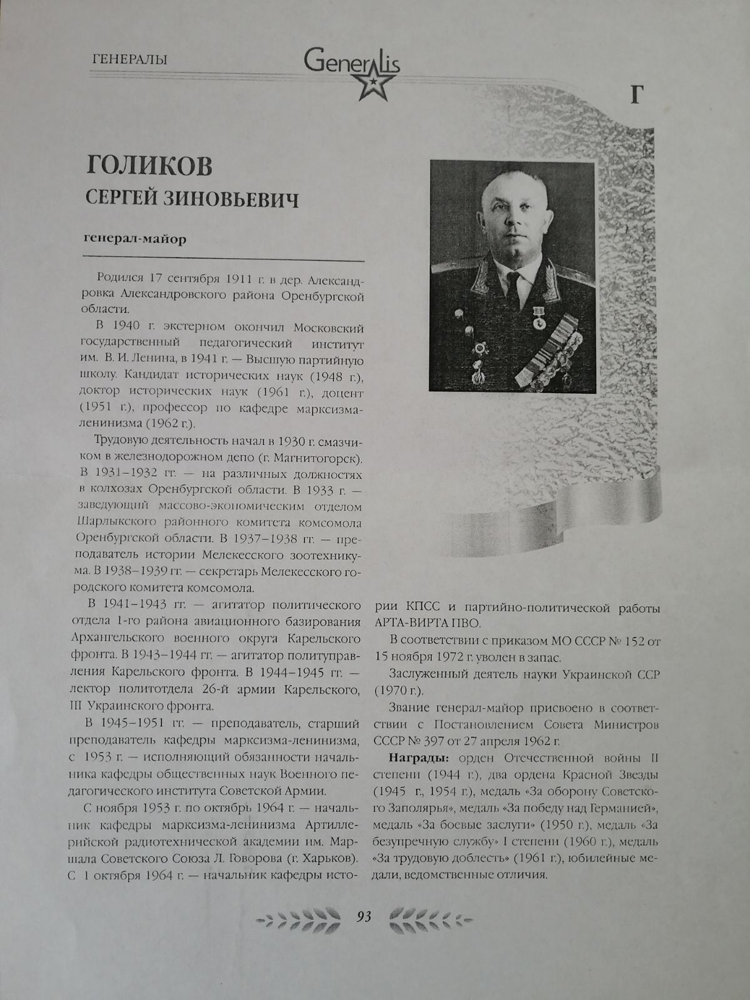 ГЕНЕРАЛЫ
Generalis
Г
ГОЛИКОВ
СЕРГЕЙ ЗИНОВЬЕВИЧ
генерал-майор
Родился 17 сентября 1911 г. в дер. Александ-
ровка Александровского района Оренбургской
области.
В 1940 г. экстерном окончил Московский
государственный педагогический институт
им. В. И. Ленина, в 1941 г. — Высшую партийную
школу. Кандидат исторических наук (1948 г.),
доктор исторических наук (1961 г.), доцент
(1951 г.), профессор по кафедре марксизма-
ленинизма (1962 г.).
Трудовую деятельность начал в 1930 г. смазчи-
ком в железнодорожном депо (г. Магнитогорск).
В 1931–1932 гг. — на различных должностях
в колхозах Оренбургской области. В 1933 г. —
заведующий массово-экономическим отделом
Шарлыкского районного комитета комсомола
Оренбургской области. В 1937–1938 гг. — пре-
подаватель истории Мелекесского зоотехнику-
ма. В 1938–1939 гг. — секретарь Мелекесского го-
родского комитета комсомола.
В 1941–1943 гг. — агитатор политического
отдела 1-го района авиационного базирования
Архангельского военного округа Карельского
фронта. В 1943–1944 гг. — агитатор политуправ-
ления Карельского фронта. В 1944–1945 гг. —
лектор политотдела 26-й армии Карельского,
III Украинского фронта.
В 1945–1951 гг. — преподаватель, старший
преподаватель кафедры марксизма-ленинизма,
с 1953 г. — исполняющий обязанности началь-
ника кафедры общественных наук Военного пе-
дагогического института Советской Армии.
С ноября 1953 г. по октябрь 1964 г. — началь-
ник кафедры марксизма-ленинизма Артилле-
рийской радиотехнической академии им. Мар-
шала Советского Союза Л. Говорова (г. Харьков).
С 1 октября 1964 г. — начальник кафедры исто-
рии КПСС и партийно-политической работы
АРТА-ВИРТА ПВО.
В соответствии с приказом МО СССР № 152 от
15 ноября 1972 г. уволен в запас.
Заслуженный деятель науки Украинской ССР
(1970 г.).
Звание генерал-майор присвоено в соответ-
ствии с Постановлением Совета Министров
СССР № 397 от 27 апреля 1962 г.
Награды: орден Отечественной войны II
степени (1944 г.), два ордена Красной Звезды
(1945 г., 1954 г.), медаль «За оборону Советско-
го Заполярья», медаль «За победу над Германией»,
медаль «За боевые заслуги» (1950 г.), медаль «За
безупречную службу» I степени (1960 г.), медаль
«За трудовую доблесть» (1961 г.), юбилейные ме-
дали, ведомственные отличия.
93